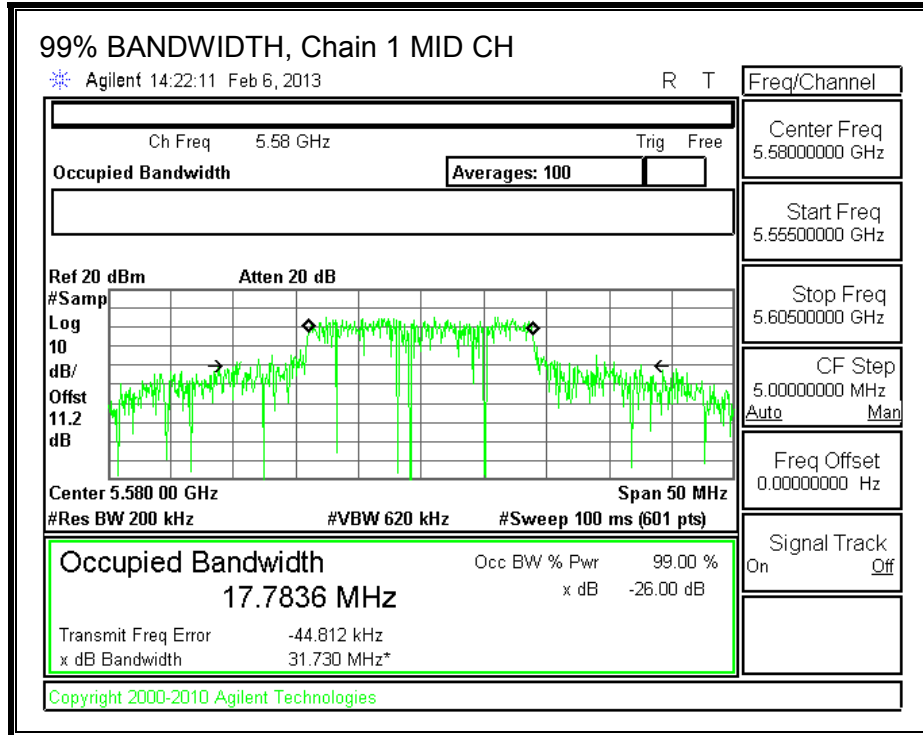 99% BANDWIDTH, Chain 1 MID CH
Agilent 14:22:11 Feb 6, 2013 R T
Freq/Channel
Ch Freq 5.58 GHz Trig Free
Occupied Bandwidth Averages: 100
Center Freq
5.58000000 GHz
Start Freq
5.55500000 GHz
Stop Freq
5.60500000 GHz
CF Step
5.00000000 MHz
Auto Man
Freq Offset
0.00000000 Hz
Signal Track
On Off
Ref 20 dBm Atten 20 dB
#Samp
Log
10
dB/
Offst
11.2
dB
Center 5.580 00 GHz Span 50 MHz
#Res BW 200 kHz #VBW 620 kHz #Sweep 100 ms (601 pts)
Occupied Bandwidth Occ BW % Pwr 99.00 %
17.7836 MHz x dB -26.00 dB
Transmit Freq Error -44.812 kHz
x dB Bandwidth 31.730 MHz*
Copyright 2000-2010 Agilent Technologies